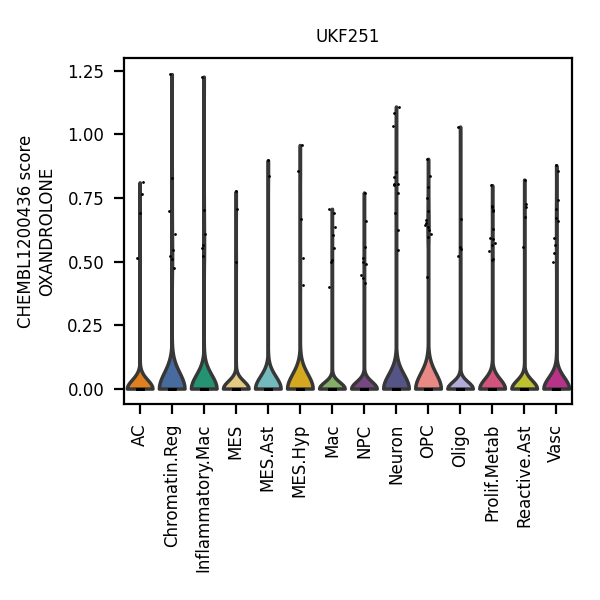 UKF251
CHEMBL1200436 score
OXANDROLONE
1.25
1.00
0.75
0.50
0.25
0.00
AC
Chromatin.Reg
Inflammatory.Mac
MES
MES.Ast
MES.Hyp
Mac
NPC
Neuron
OPC
Oligo
Prolif.Metab
Reactive.Ast
Vasc